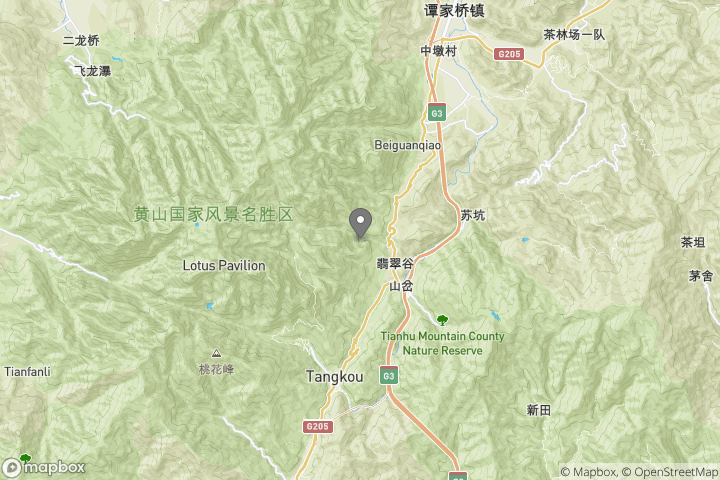 谭家桥镇
茶林场一队
二龙桥
中墩村
G205
飞龙瀑
G3
Beiguanqiao
黄山国家风景名胜区
苏坑
茶坦
Lotus Pavilion
翡翠谷
茅舍
山岔
Tianhu Mountain County
Nature Reserve
桃花峰
Tianfanli
Tangkou
G3
新田
G205
mapbox
© Mapbox, © OpenStreetMap